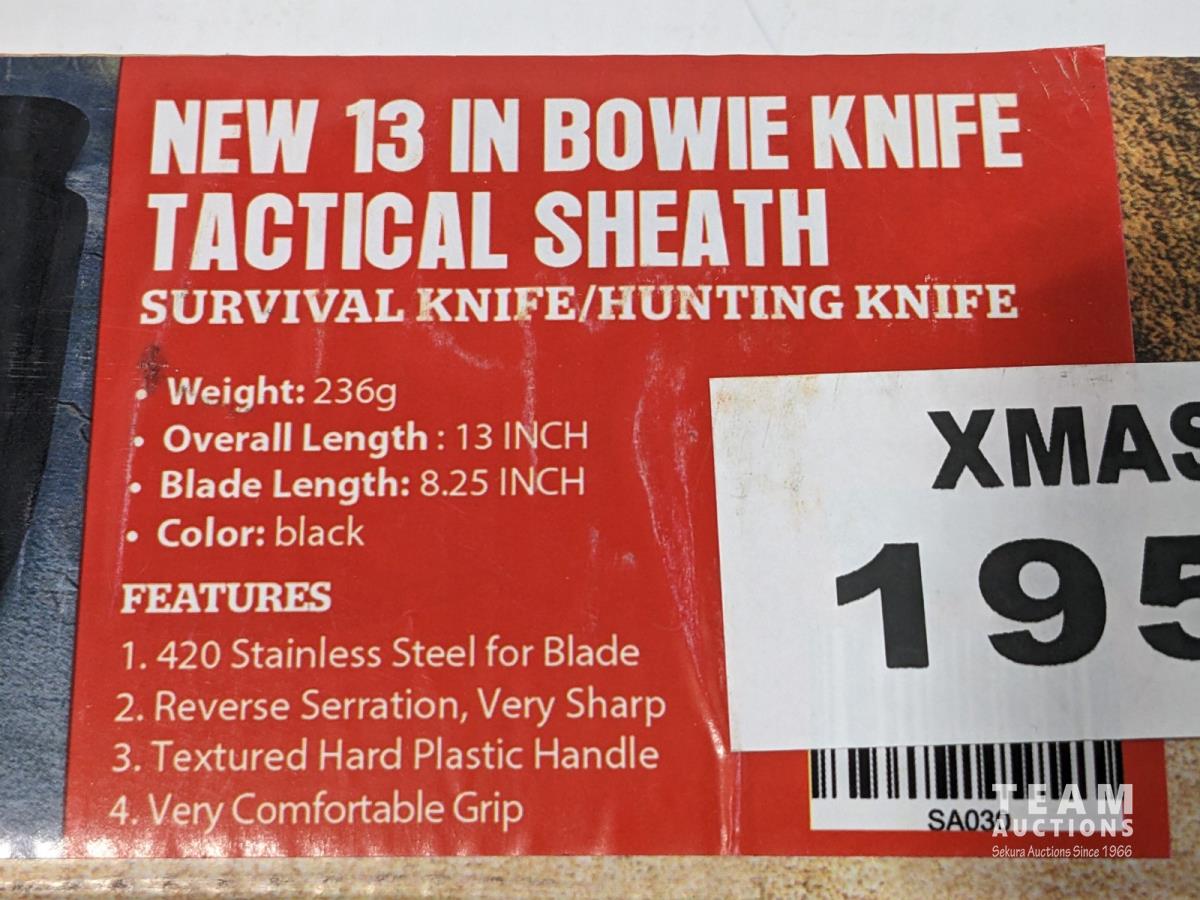 NEW 13 IN BOWIE KNIFE
TACTICAL SHEATH
SURVIVAL KNIFE/HUNTING KNIFE
• Weight: 236g
• Overall Length : 13 INCH
• Blade Length: 8.25 INCH
• Color: black
FEATURES
1. 420 Stainless Steel for Blade
2. Reverse Serration, Very Sharp
3. Textured Hard Plastic Handle
4. Very Comfortable Grip
XMAS
195
SA030
TEAM
AUCTIONS
Sekura Auctions Since 1966